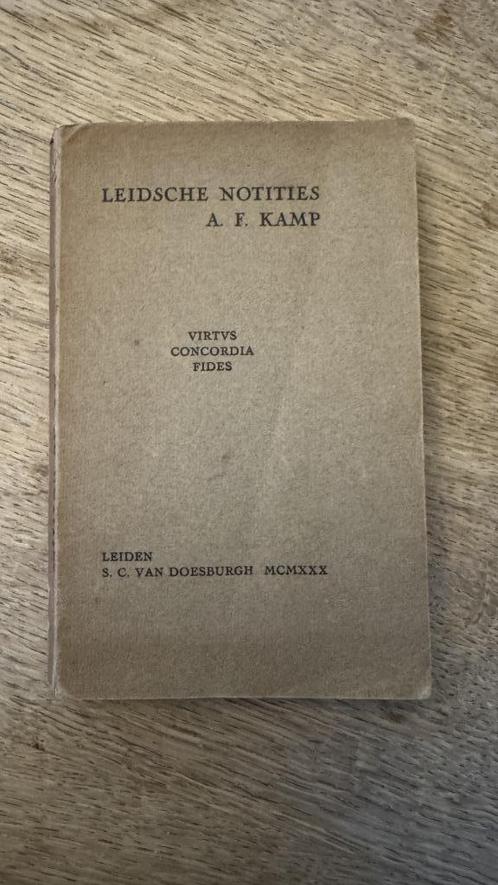 LEIDSCHE NOTITIES
A. F. KAMP
VIRTVS
CONCORDIA
FIDES
LEIDEN
S. C. VAN DOESBURGH MCMXXX